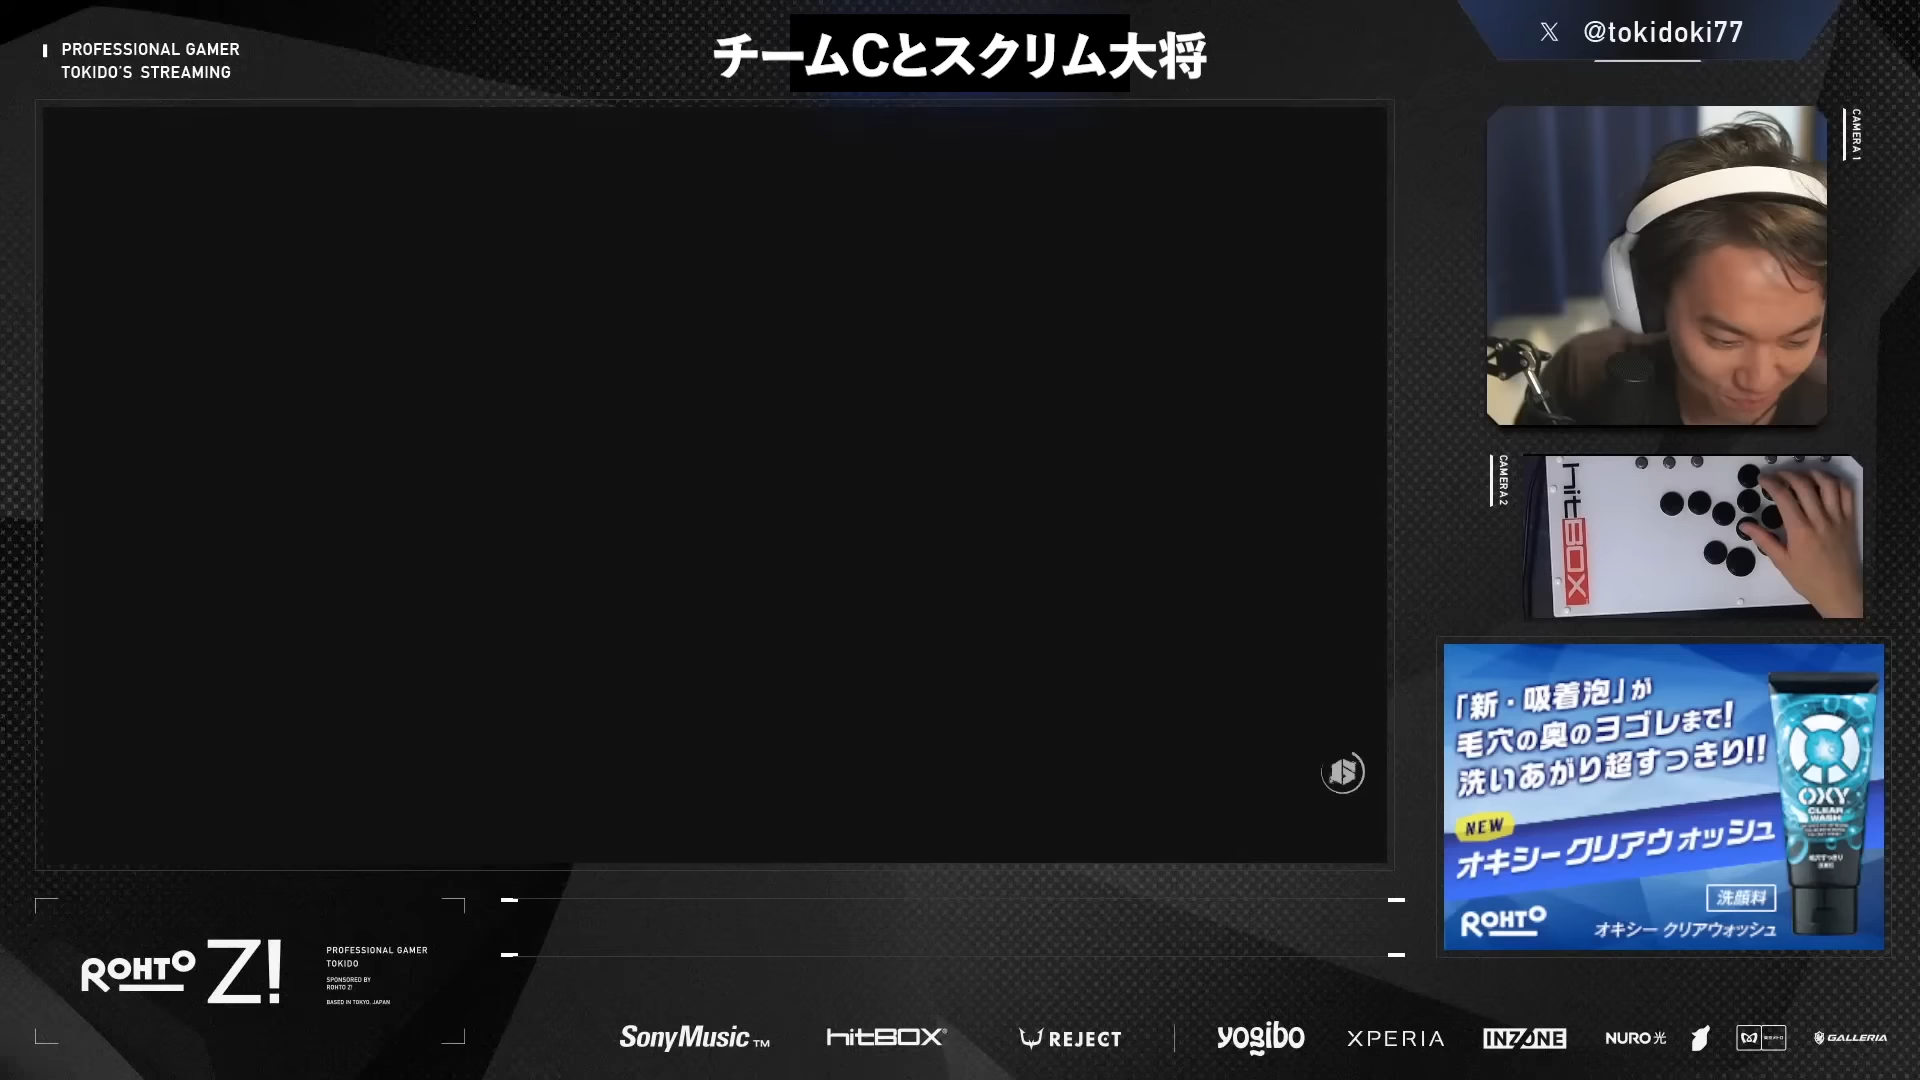 PROFESSIONAL GAMER
TOKIDO'S STREAMING
チームCとスクリム大将
@tokidoki77
CAMERA 1
CAMERA 2
hitBOX
「新・吸着泡」が
毛穴の奥のヨゴレまで!
洗いあがり超すっきり!!
NEW
オキシー クリアウォッシュ
OXY
CLEAR
WASH
洗顔料
ROHTO
オキシー クリアウォッシュ
ROHTO Z!
PROFESSIONAL GAMER
TOKIDO
SPONSORED BY
ROHTO Z!
BASED IN TOKYO, JAPAN
SonyMusic TM
hitBOX
REJECT
yogibo
XPERIA
INZONE
NURO 光
GALLERIA